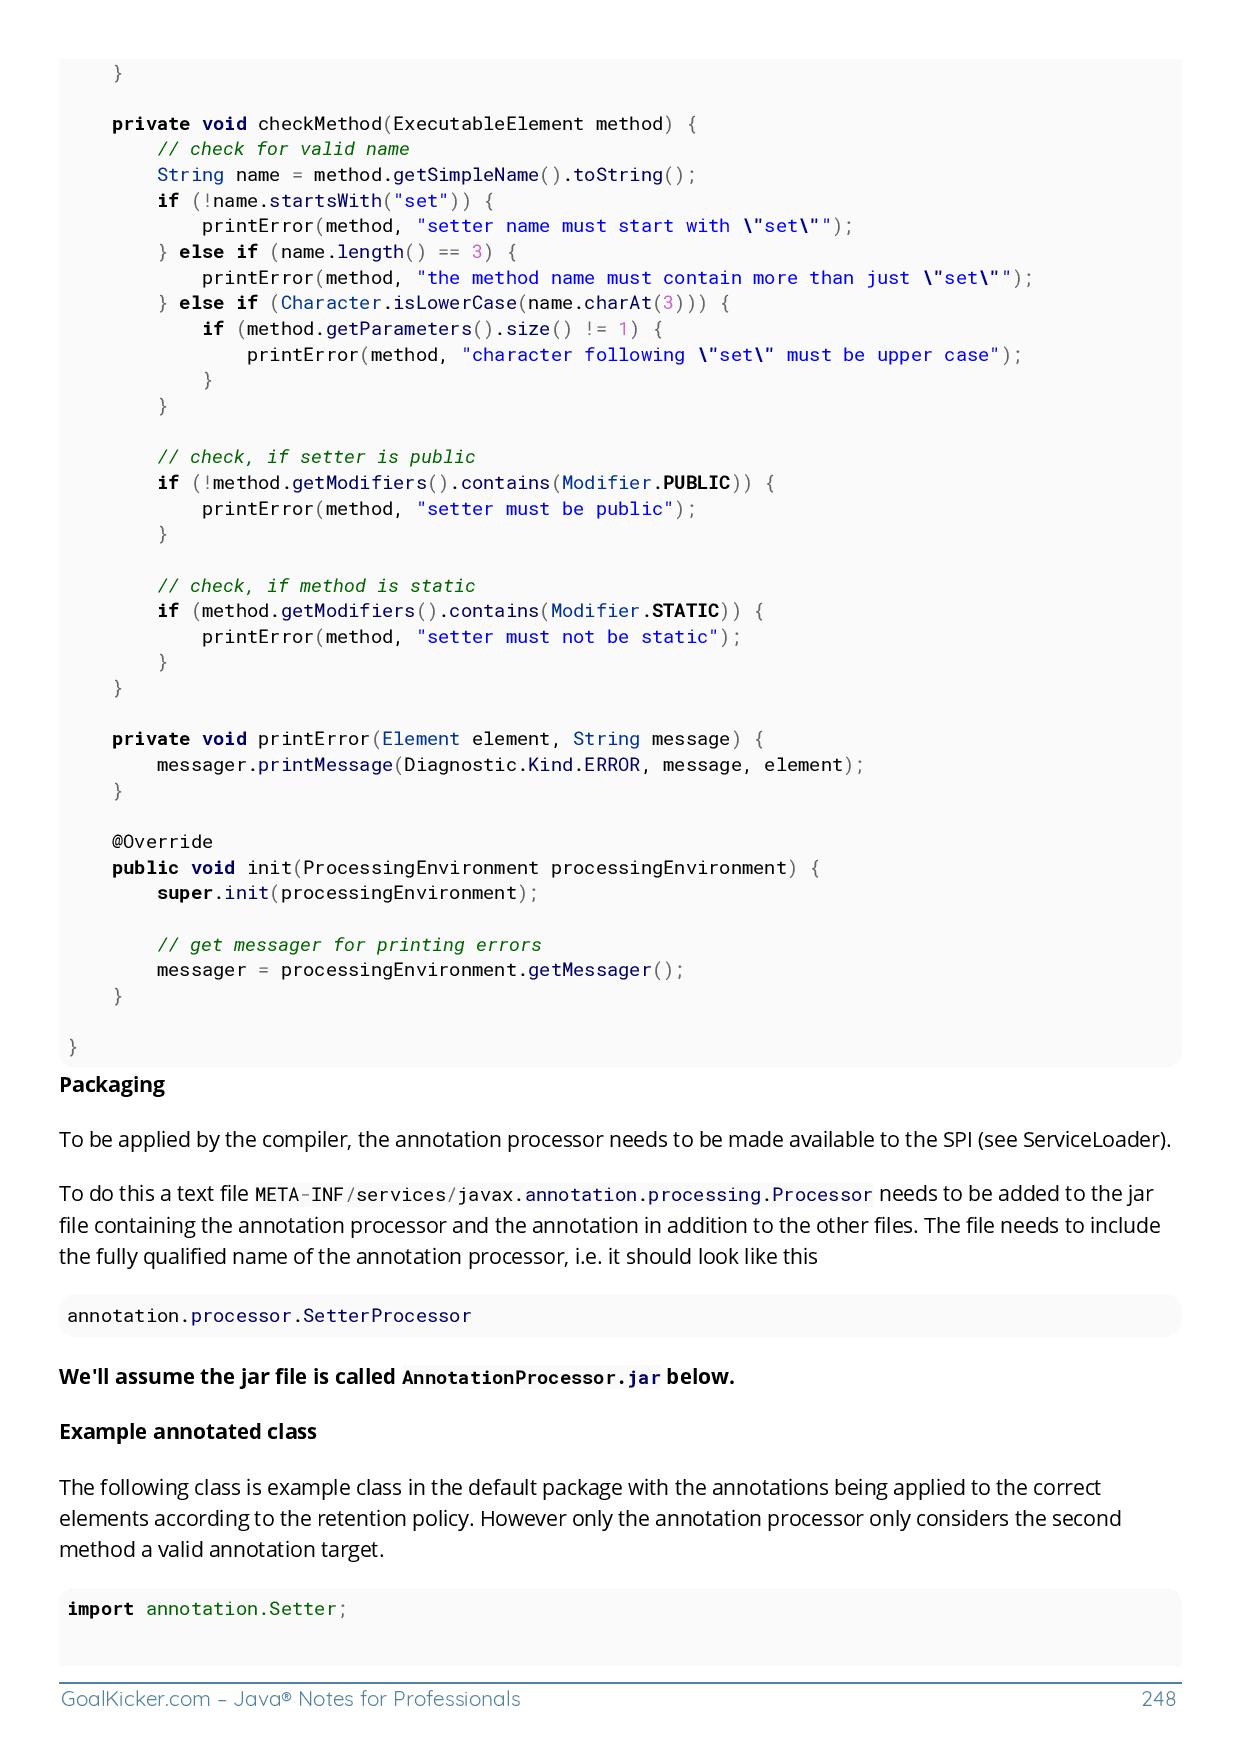 }

    private void checkMethod(ExecutableElement method) {
        // check for valid name
        String name = method.getSimpleName().toString();
        if (!name.startsWith("set")) {
            printError(method, "setter name must start with \"set\"");
        } else if (name.length() == 3) {
            printError(method, "the method name must contain more than just \"set\"");
        } else if (Character.isLowerCase(name.charAt(3))) {
            if (method.getParameters().size() != 1) {
                printError(method, "character following \"set\" must be upper case");
            }
        }

        // check, if setter is public
        if (!method.getModifiers().contains(Modifier.PUBLIC)) {
            printError(method, "setter must be public");
        }

        // check, if method is static
        if (method.getModifiers().contains(Modifier.STATIC)) {
            printError(method, "setter must not be static");
        }
    }

    private void printError(Element element, String message) {
        messager.printMessage(Diagnostic.Kind.ERROR, message, element);
    }

    @Override
    public void init(ProcessingEnvironment processingEnvironment) {
        super.init(processingEnvironment);

        // get messager for printing errors
        messager = processingEnvironment.getMessager();
    }

}
Packaging
To be applied by the compiler, the annotation processor needs to be made available to the SPI (see ServiceLoader).
To do this a text file META-INF/services/javax.annotation.processing.Processor needs to be added to the jar
file containing the annotation processor and the annotation in addition to the other files. The file needs to include
the fully qualified name of the annotation processor, i.e. it should look like this
annotation.processor.SetterProcessor
We'll assume the jar file is called AnnotationProcessor.jar below.
Example annotated class
The following class is example class in the default package with the annotations being applied to the correct
elements according to the retention policy. However only the annotation processor only considers the second
method a valid annotation target.
import annotation.Setter;
GoalKicker.com – Java® Notes for Professionals
248